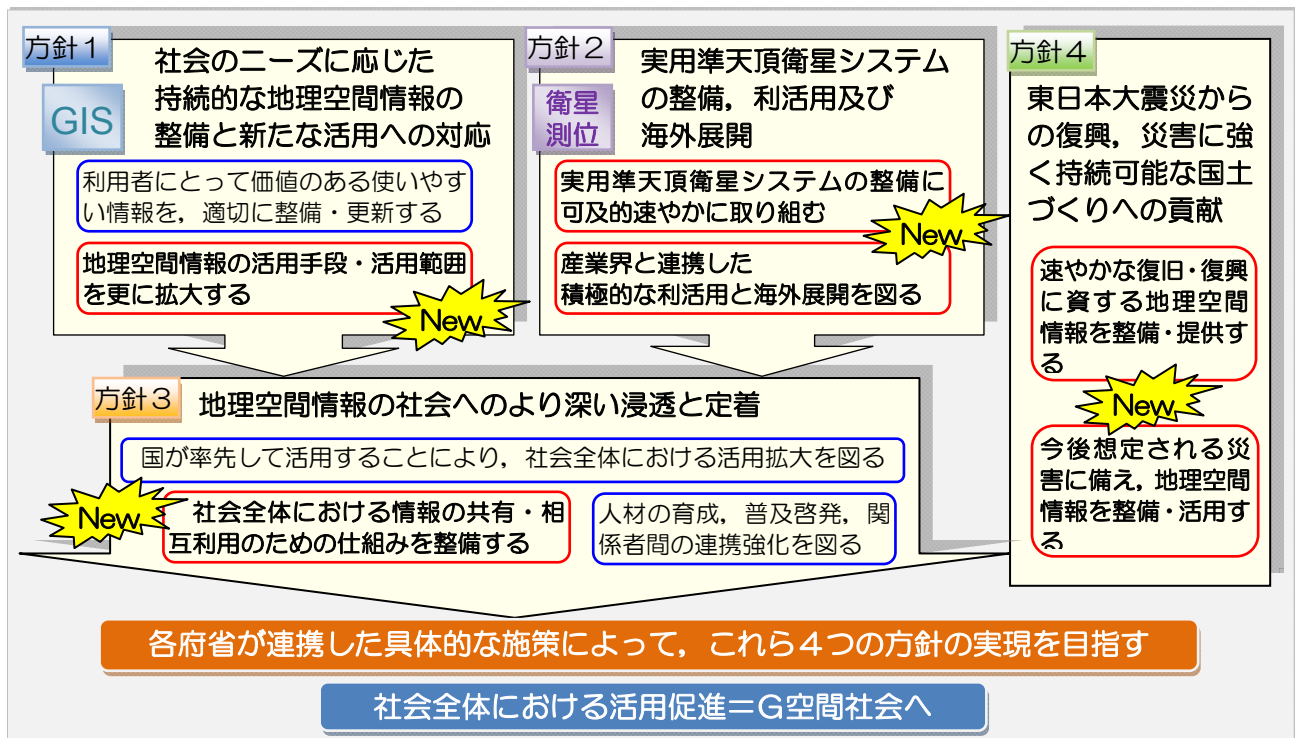 方針１
社会のニーズに応じた
持続的な地理空間情報の
整備と新たな活用への対応
GIS
利用者にとって価値のある使いやす
い情報を，適切に整備・更新する
地理空間情報の活用手段・活用範囲
を更に拡大する
New
方針２
実用準天頂衛星システム
の整備，利活用及び
海外展開
衛星
測位
実用準天頂衛星システムの整備に
可及的速やかに取り組む
New
産業界と連携した
積極的な利活用と海外展開を図る
方針３
地理空間情報の社会へのより深い浸透と定着
国が率先して活用することにより，社会全体における活用拡大を図る
New
社会全体における情報の共有・相
互利用のための仕組みを整備する
人材の育成，普及啓発，関
係者間の連携強化を図る
方針４
東日本大震災から
の復興，災害に強
く持続可能な国土
づくりへの貢献
速やかな復旧・復興
に資する地理空間
情報を整備・提供す
る
New
今後想定される災
害に備え，地理空間
情報を整備・活用す
る
各府省が連携した具体的な施策によって，これら４つの方針の実現を目指す
社会全体における活用促進＝Ｇ空間社会へ